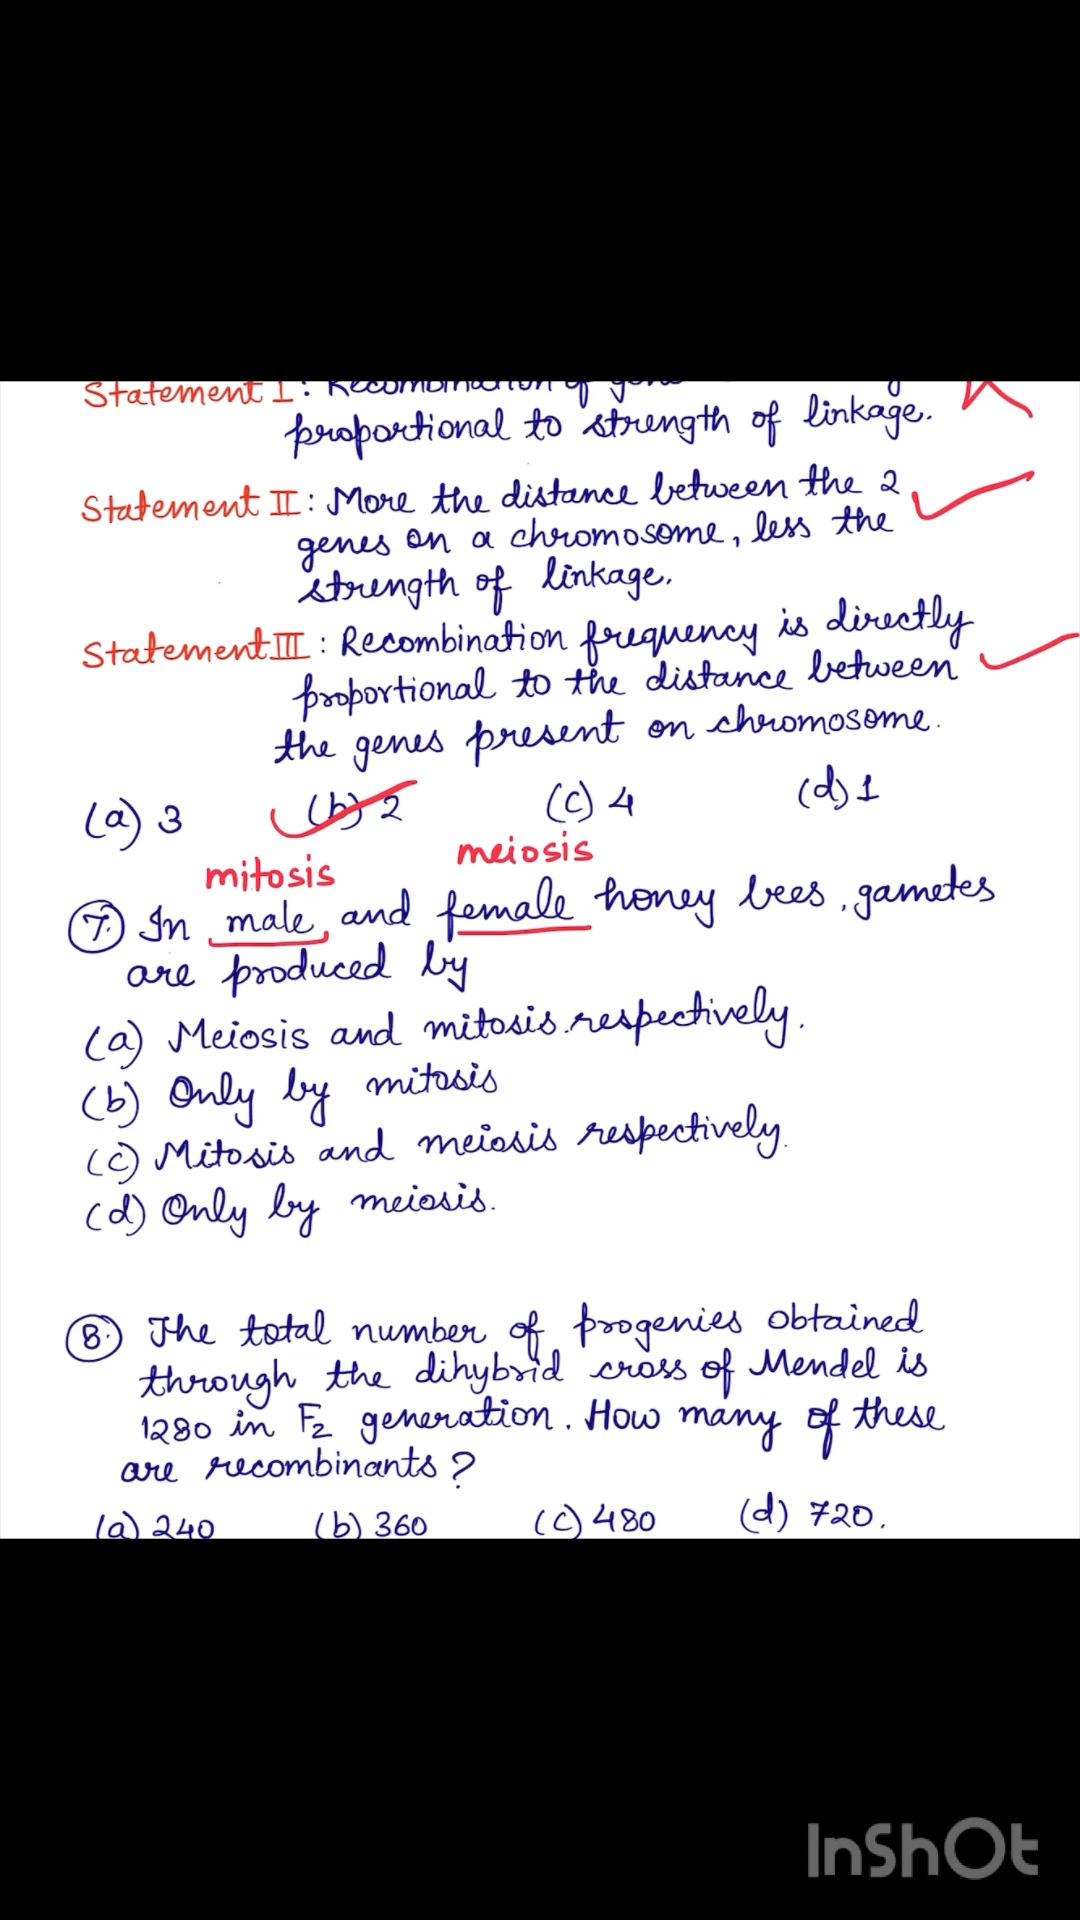 Statement I: Recombination of gene
proportional to strength of linkage.
Statement II: More the distance between the 2
genes on a chromosome, less the
strength of linkage.
Statement III: Recombination frequency is directly
proportional to the distance between
the genes present on chromosome.
(a) 3 (b) 2 (c) 4 (d) 1
mitosis meiosis
7. In male, and female honey bees, gametes
are produced by
(a) Meiosis and mitosis respectively.
(b) Only by mitosis
(c) Mitosis and meiosis respectively.
(d) Only by meiosis.
8. The total number of progenies obtained
through the dihybrid cross of Mendel is
1280 in F2 generation. How many of these
are recombinants?
(a) 240 (b) 360 (c) 480 (d) 720.
InShOt